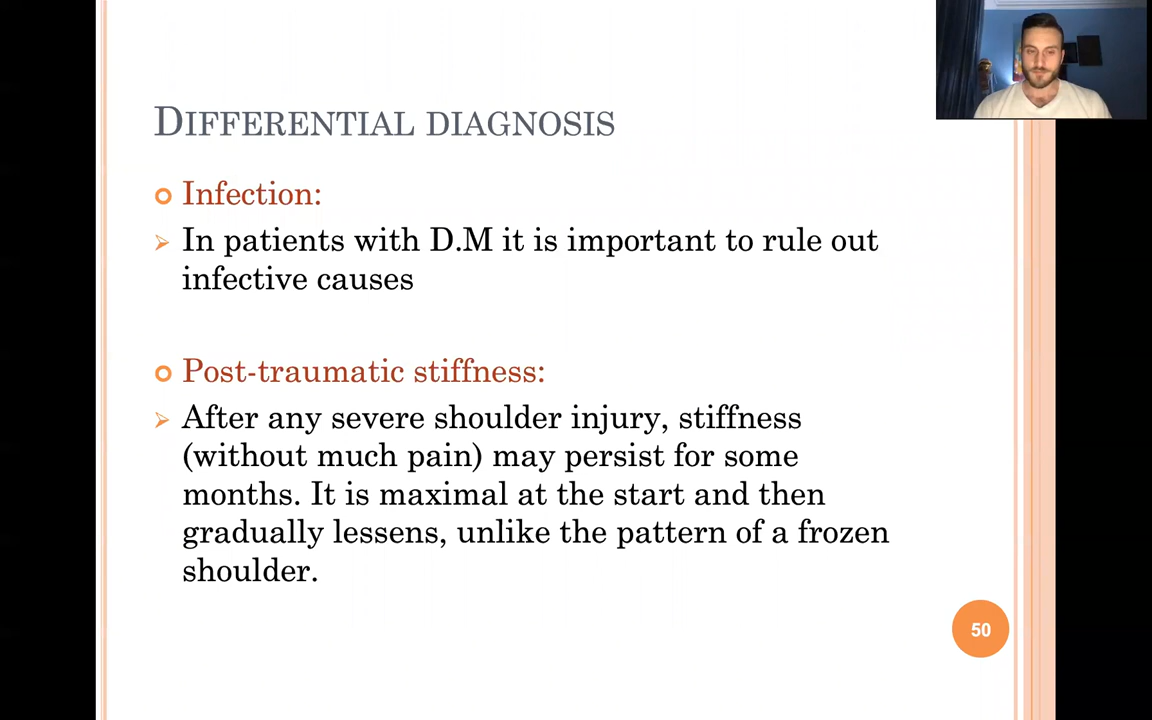 DIFFERENTIAL DIAGNOSIS
Infection:
In patients with D.M it is important to rule out
infective causes
Post-traumatic stiffness:
After any severe shoulder injury, stiffness
(without much pain) may persist for some
months. It is maximal at the start and then
gradually lessens, unlike the pattern of a frozen
shoulder.
50